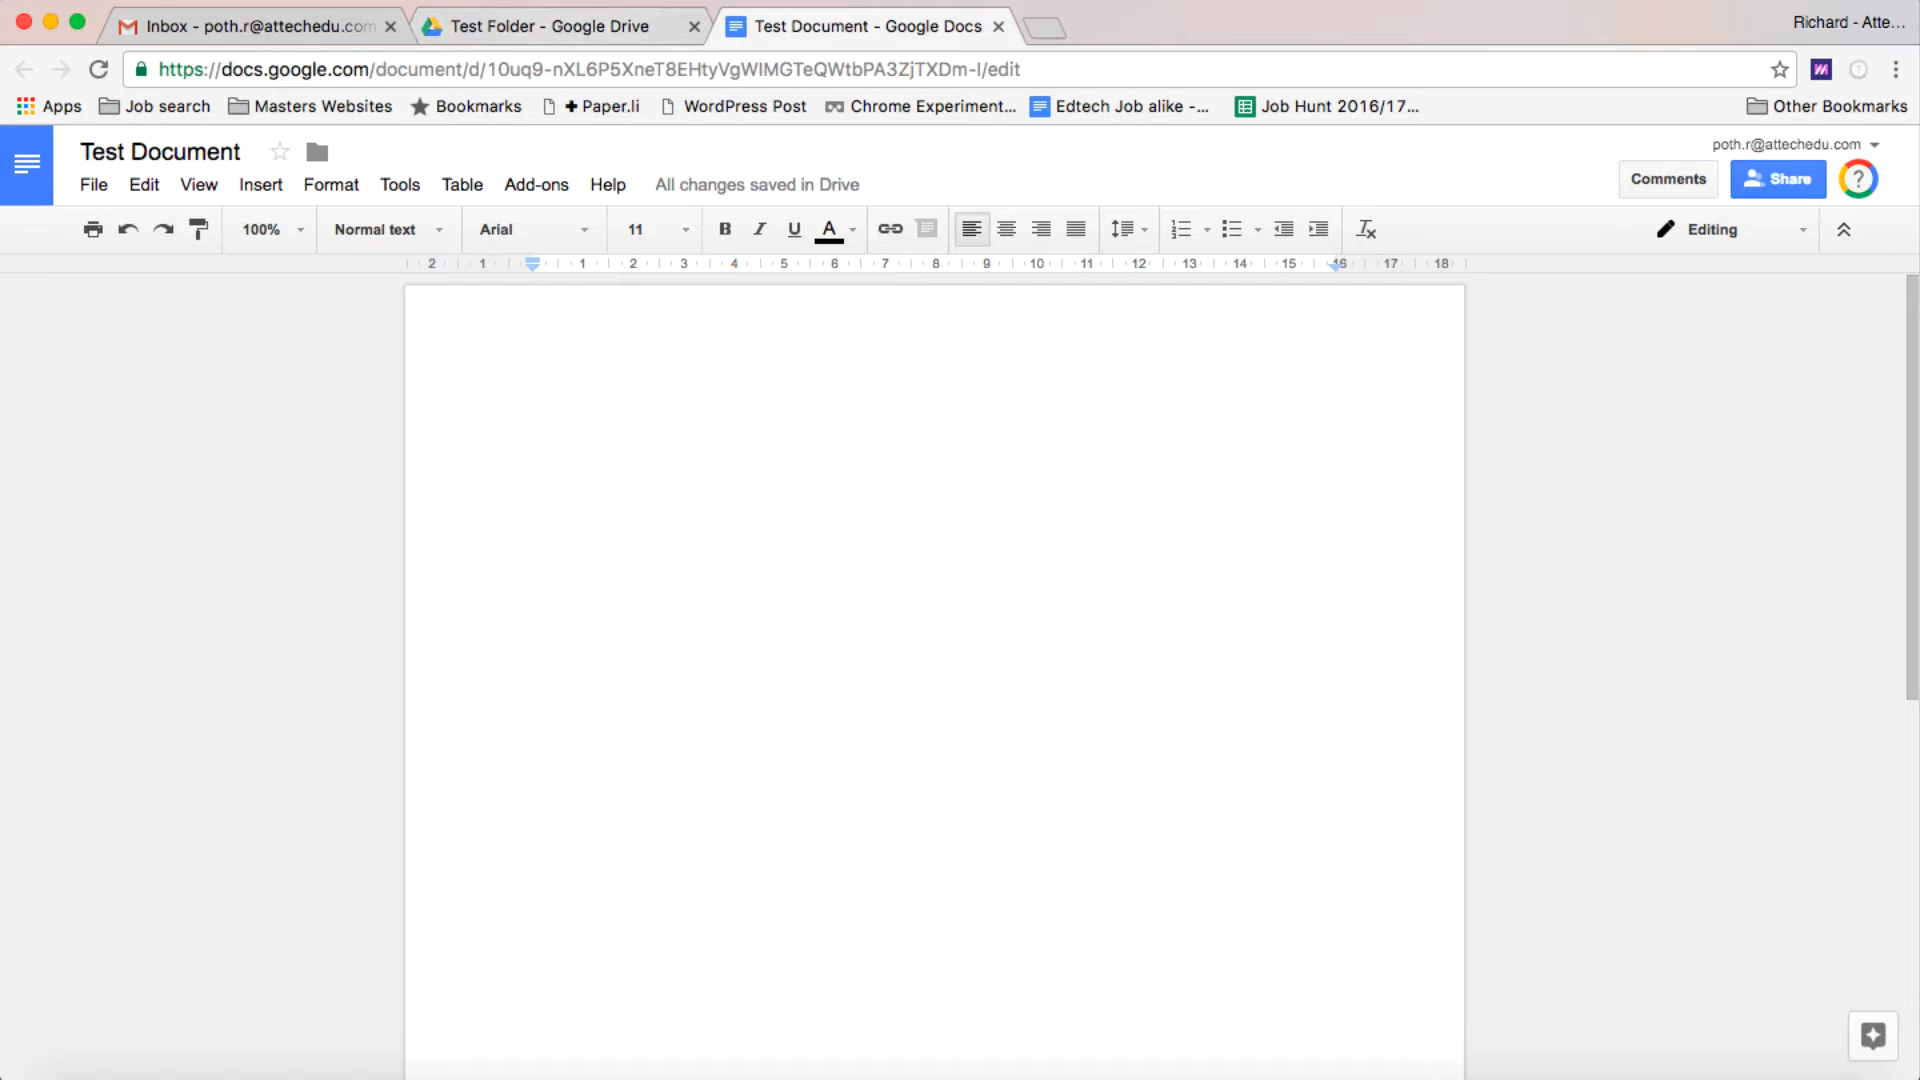 Inbox - poth.r@attechedu.com
Test Folder - Google Drive
Test Document - Google Docs
Richard - Atte...
https://docs.google.com/document/d/10uq9-nXL6P5XneT8EHtyVgWlMGTeQWtbPA3ZjTXDm-I/edit
Apps
Job search
Masters Websites
Bookmarks
Paper.li
WordPress Post
Chrome Experiment...
Edtech Job alike -...
Job Hunt 2016/17...
Other Bookmarks
Test Document
poth.r@attechedu.com
File Edit View Insert Format Tools Table Add-ons Help All changes saved in Drive
Comments
Share
?
100% Normal text Arial 11 B I U A Editing
2 1 1 2 3 4 5 6 7 8 9 10 11 12 13 14 15 16 17 18